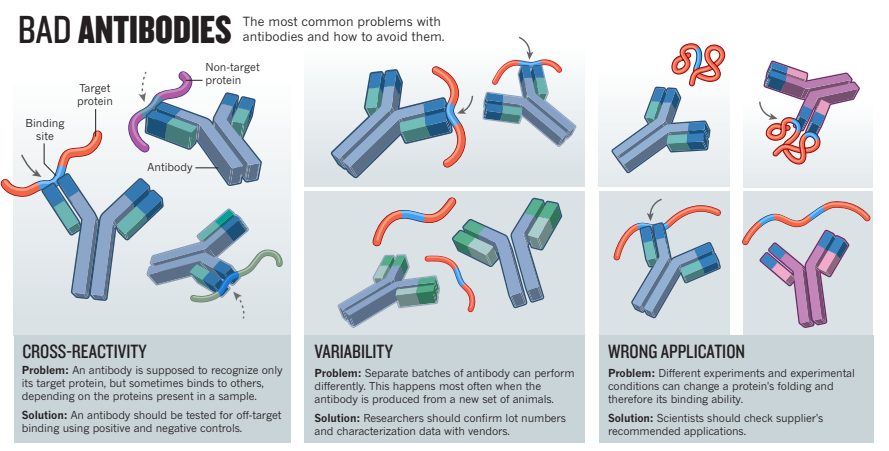 BAD ANTIBODIES
The most common problems with
antibodies and how to avoid them.
Non-target
protein
Target
protein
Binding
site
Antibody
CROSS-REACTIVITY
Problem: An antibody is supposed to recognize only
its target protein, but sometimes binds to others,
depending on the proteins present in a sample.
Solution: An antibody should be tested for off-target
binding using positive and negative controls.
VARIABILITY
Problem: Separate batches of antibody can perform
differently. This happens most often when the
antibody is produced from a new set of animals.
Solution: Researchers should confirm lot numbers
and characterization data with vendors.
WRONG APPLICATION
Problem: Different experiments and experimental
conditions can change a protein's folding and
therefore its binding ability.
Solution: Scientists should check supplier's
recommended applications.